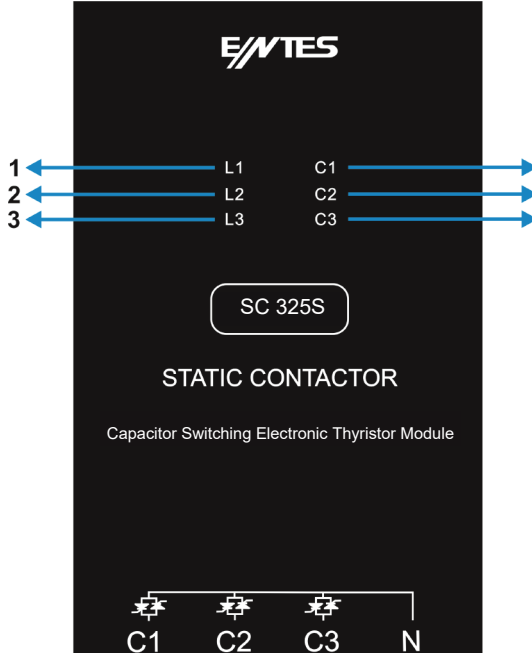 ENTES
1 L1 C1
2 L2 C2
3 L3 C3
SC 325S
STATIC CONTACTOR
Capacitor Switching Electronic Thyristor Module
C1 C2 C3 N